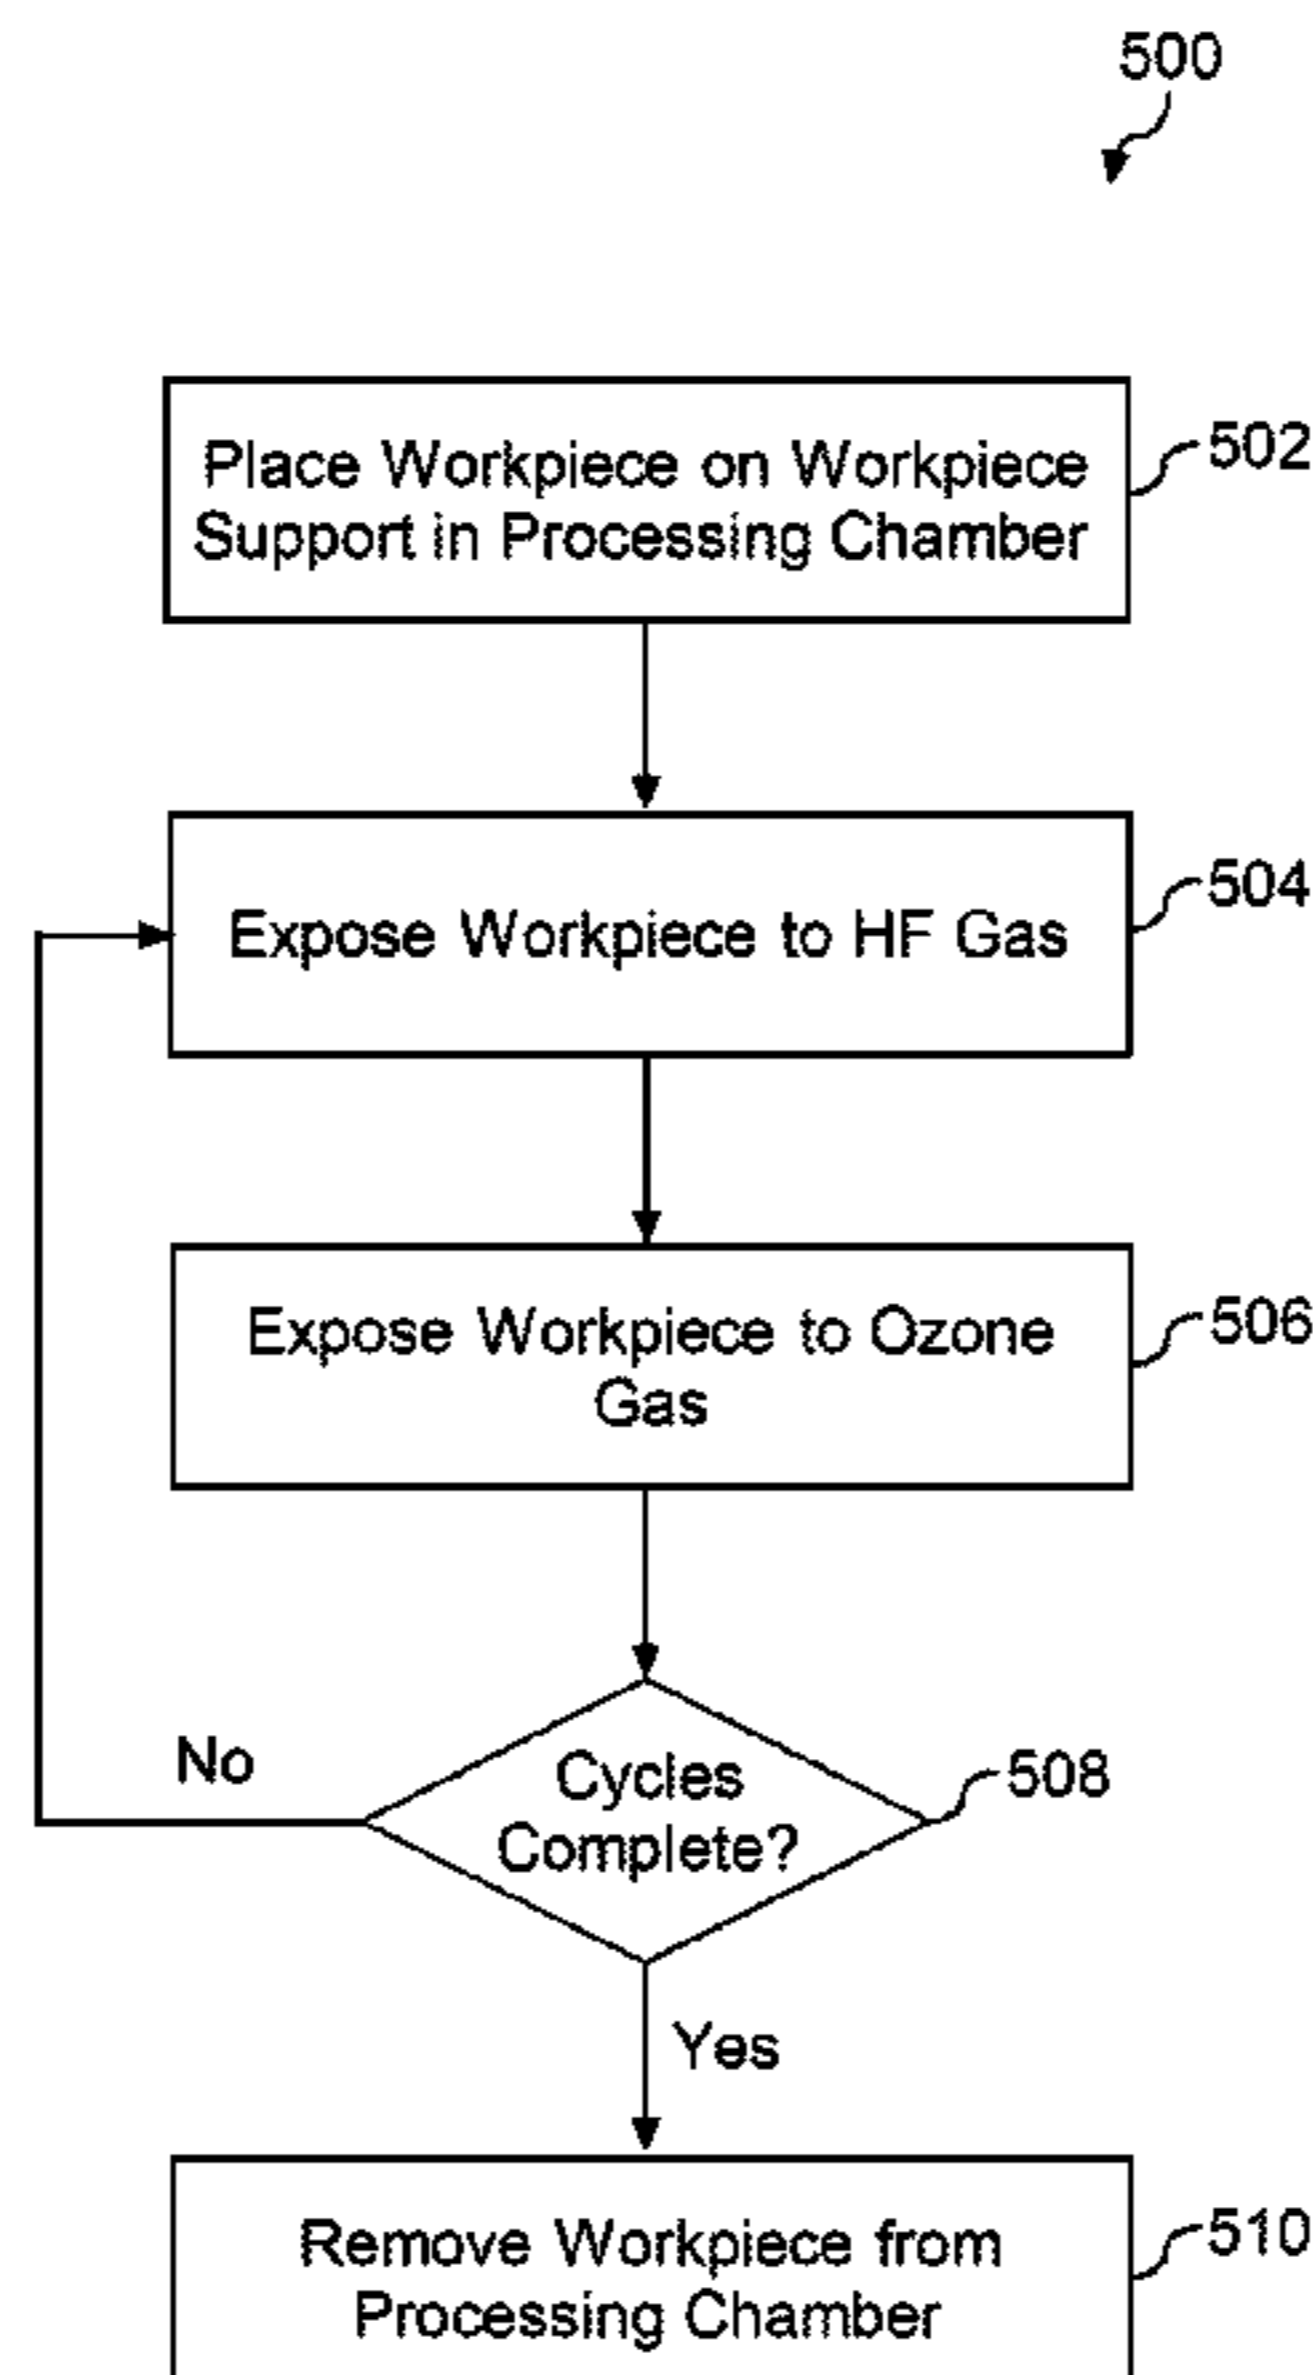 500
Place Workpiece on Workpiece
Support in Processing Chamber
502
Expose Workpiece to HF Gas
504
Expose Workpiece to Ozone
Gas
506
Cycles
Complete?
508
No
Yes
Remove Workpiece from
Processing Chamber
510